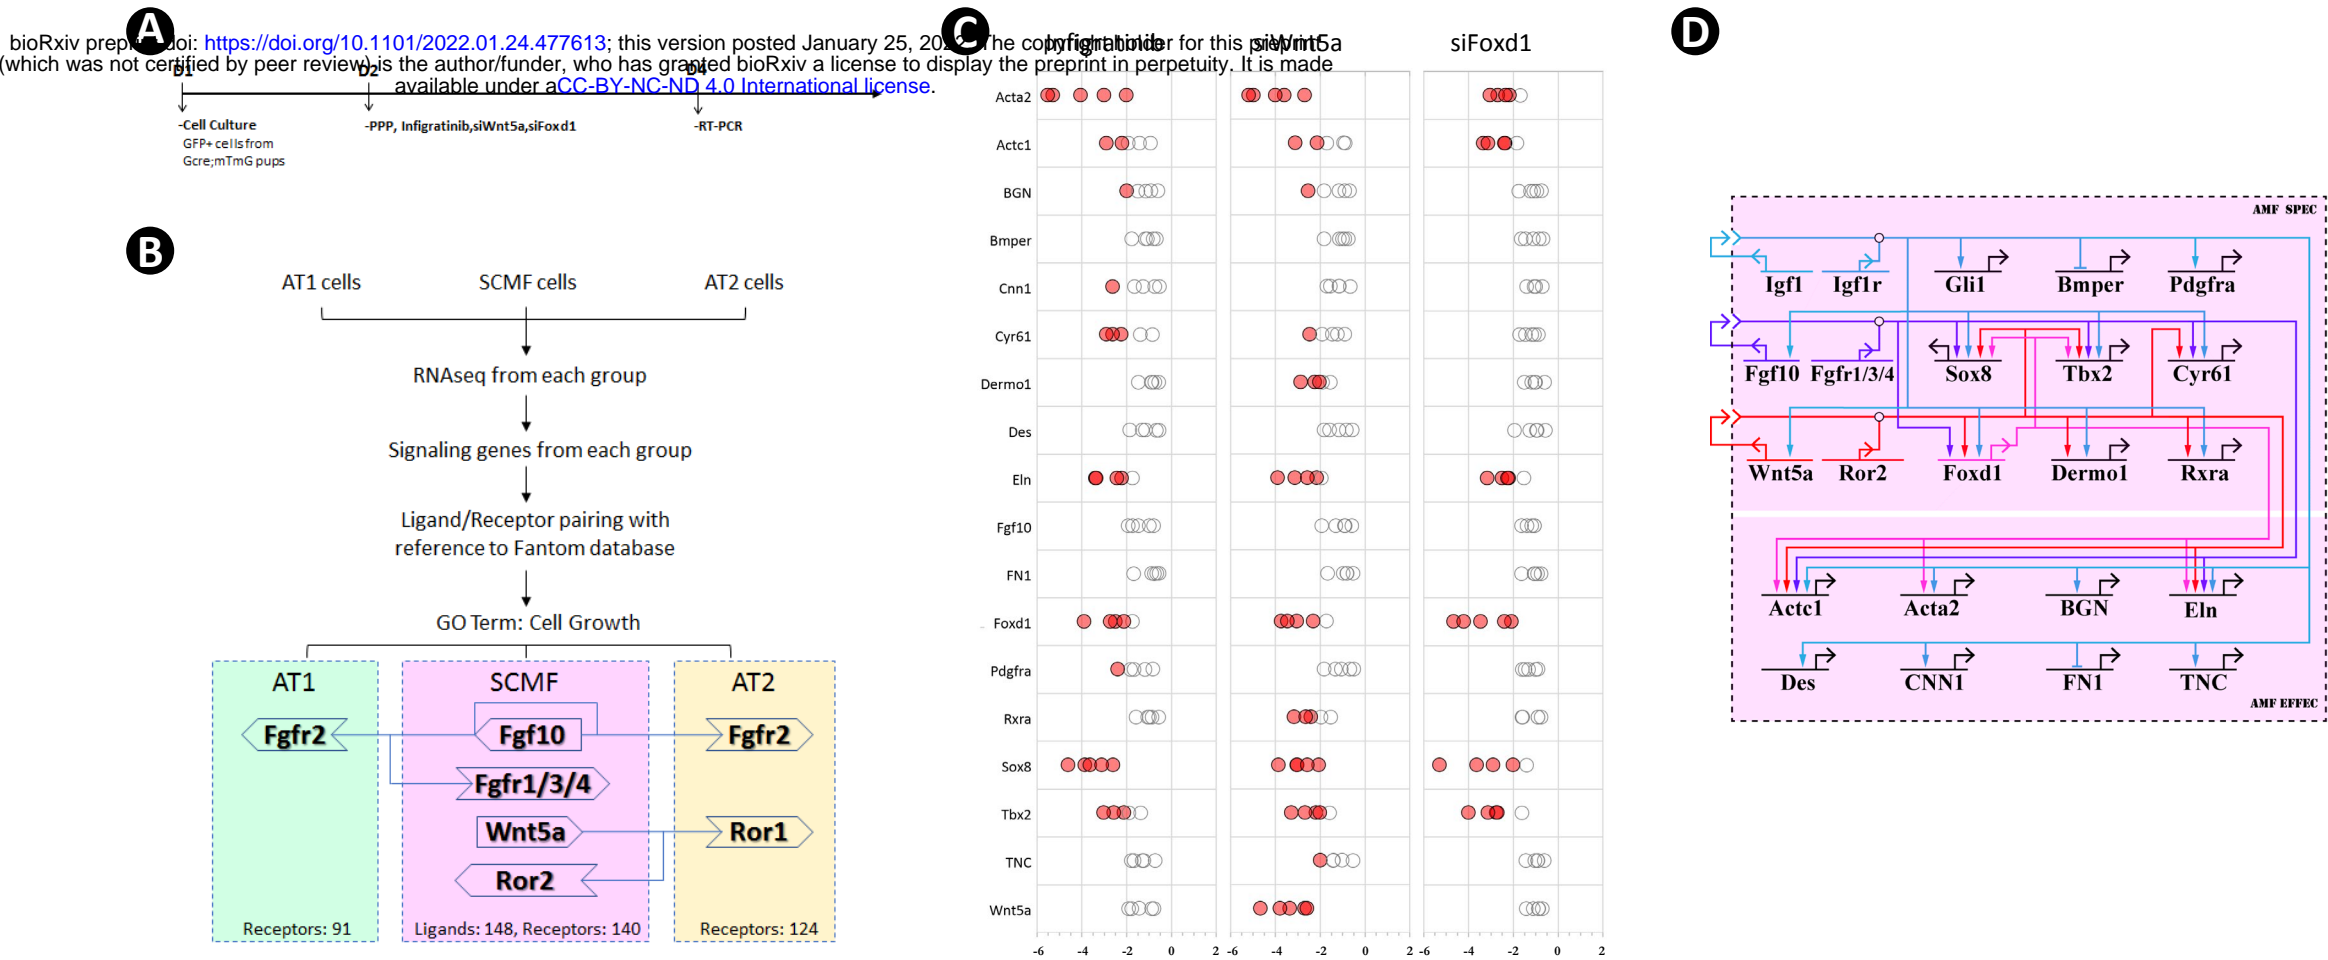 A
bioRxiv preprint doi: https://doi.org/10.1101/2022.01.24.477613; this version posted January 25, 2022. The copyright holder for this preprint
(which was not certified by peer review) is the author/funder, who has granted bioRxiv a license to display the preprint in perpetuity. It is made
available under aCC-BY-NC-ND 4.0 International license.
D1
D2
D4
-Cell Culture
GFP+ cells from
Gcre;mTmG pups
-PPP, Infigratinib,siWnt5a,siFoxd1
-RT-PCR
B
AT1 cells
SCMF cells
AT2 cells
RNAseq from each group
Signaling genes from each group
Ligand/Receptor pairing with
reference to Fantom database
GO Term: Cell Growth
AT1
SCMF
AT2
Fgfr2
Fgf10
Fgfr2
Fgfr1/3/4
Wnt5a
Ror1
Ror2
Receptors: 91
Ligands: 148, Receptors: 140
Receptors: 124
C
Infigratinib
siWnt5a
siFoxd1
Acta2
Actc1
BGN
Bmper
Cnn1
Cyr61
Dermo1
Des
Eln
Fgf10
FN1
Foxd1
Pdgfra
Rxra
Sox8
Tbx2
TNC
Wnt5a
-6 -4 -2 0 2
-6 -4 -2 0 2
-6 -4 -2 0 2
D
AMF SPEC
Igf1 Igf1r Gli1 Bmper Pdgfra
Fgf10 Fgfr1/3/4 Sox8 Tbx2 Cyr61
Wnt5a Ror2 Foxd1 Dermo1 Rxra
Actc1 Acta2 BGN Eln
Des CNN1 FN1 TNC
AMF EFFEC